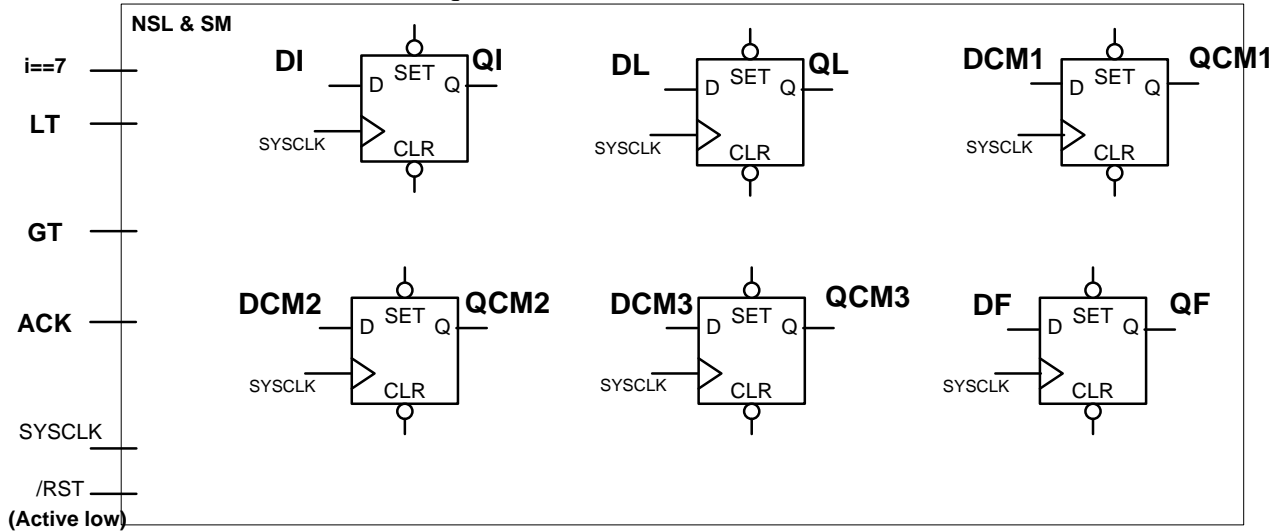 NSL & SM
i==7
LT
GT
ACK
SYSCLK
/RST
(Active low)
DI
QI
SET
D
Q
SYSCLK
CLR
DL
QL
SET
D
Q
SYSCLK
CLR
DCM1
QCM1
SET
D
Q
SYSCLK
CLR
DCM2
QCM2
SET
D
Q
SYSCLK
CLR
DCM3
QCM3
SET
D
Q
SYSCLK
CLR
DF
QF
SET
D
Q
SYSCLK
CLR